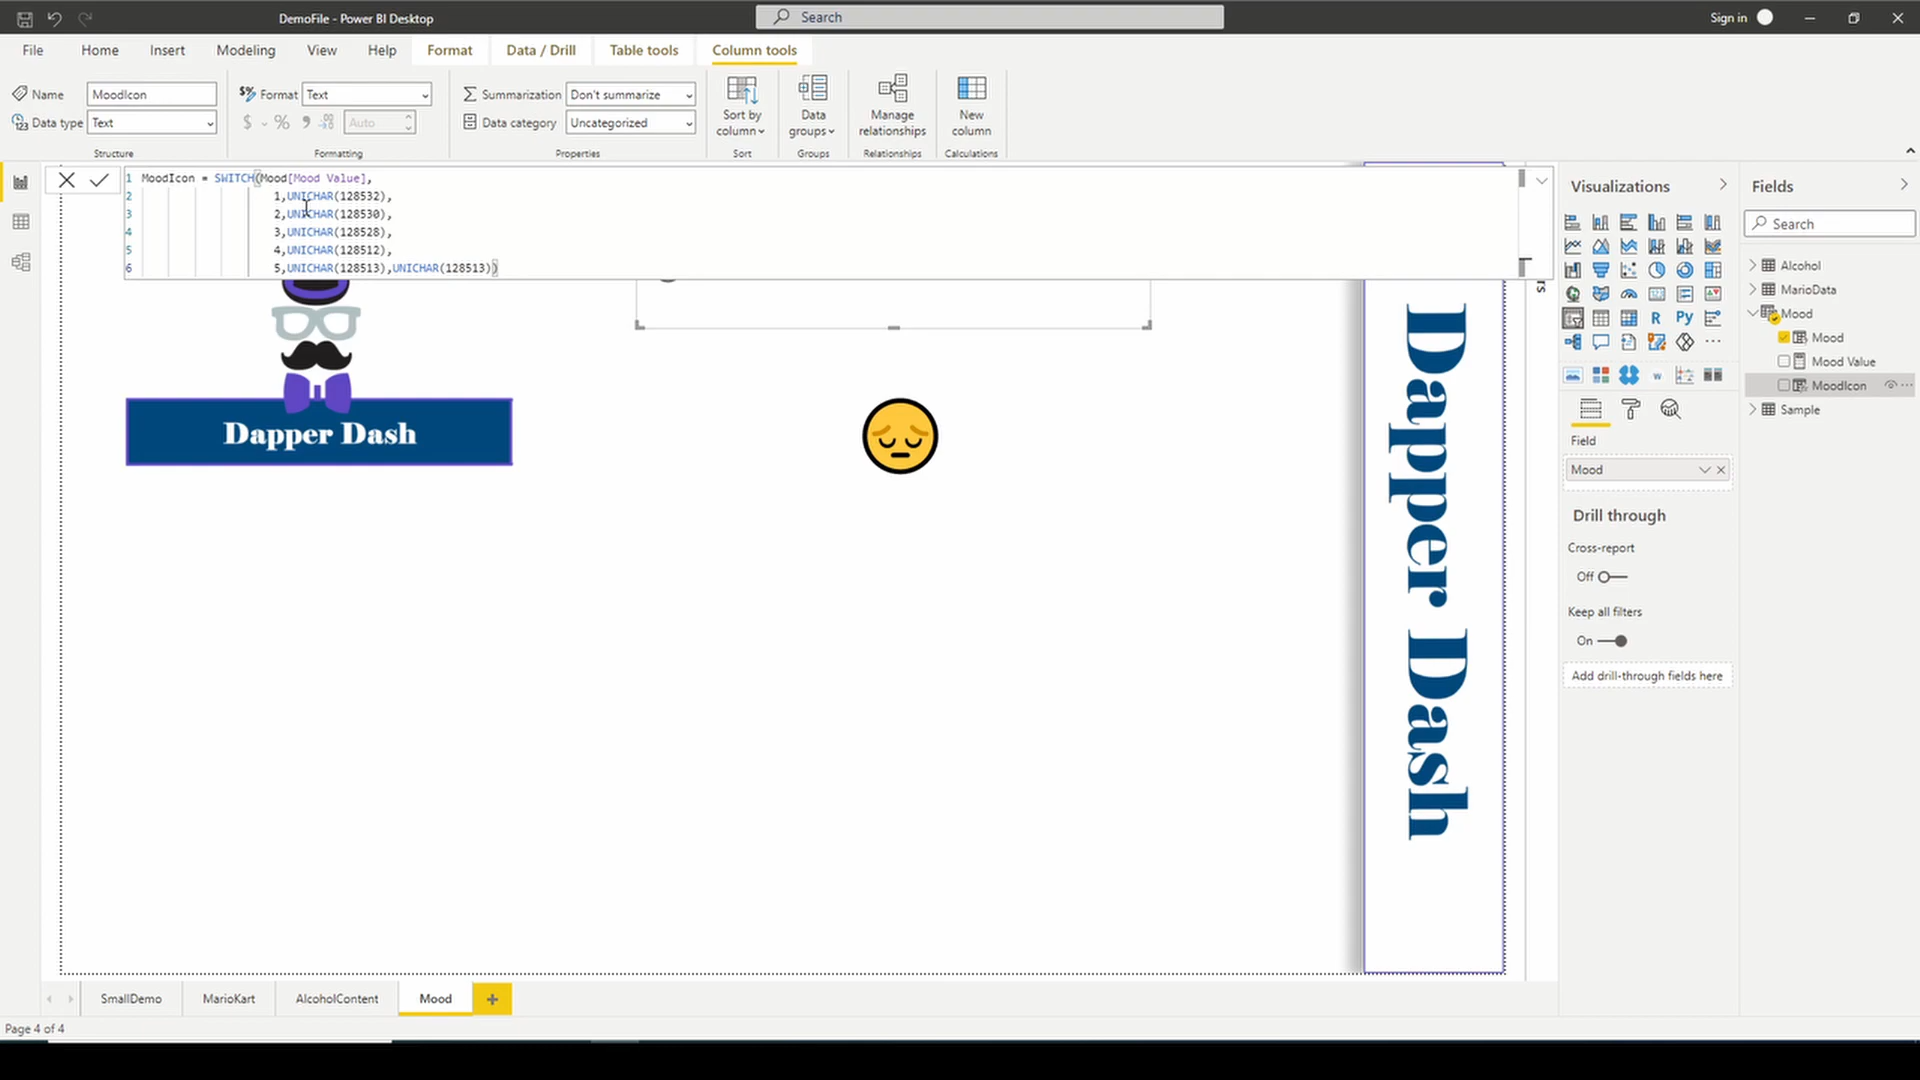 DemoFile - Power BI Desktop
Search
Sign in
File
Home
Insert
Modeling
View
Help
Format
Data / Drill
Table tools
Column tools
Name
MoodIcon
Data type
Text
Structure
Format
Text
$
%
Auto
Formatting
Summarization
Don't summarize
Data category
Uncategorized
Properties
Sort by
column
Sort
Data
groups
Groups
Manage
relationships
Relationships
New
column
Calculations
1 MoodIcon = SWITCH(Mood[Mood Value],
2 1,UNICHAR(128532),
3 2,UNICHAR(128530),
4 3,UNICHAR(128528),
5 4,UNICHAR(128512),
6 5,UNICHAR(128513),UNICHAR(128513))
Dapper Dash
Dapper Dash
Visualizations
R
Py
Field
Mood
Drill through
Cross-report
Off
Keep all filters
On
Add drill-through fields here
Fields
Search
Alcohol
MarioData
Mood
Mood
Mood Value
MoodIcon
Sample
SmallDemo
MarioKart
AlcoholContent
Mood
Page 4 of 4